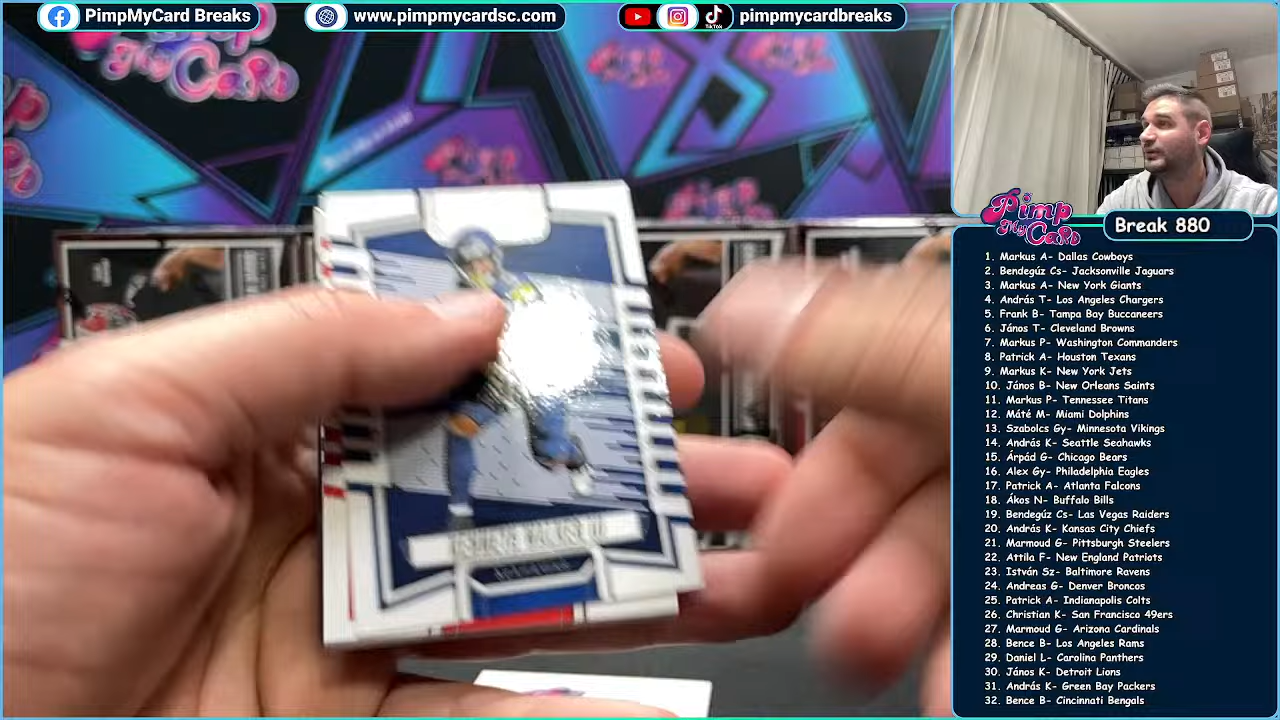 PimpMyCard Breaks
www.pimpmycardsc.com
TikTok
pimpmycardbreaks
Pimp
My Card
Pimp
My Card
Break 880
1. Markus A- Dallas Cowboys
2. Bendegúz Cs- Jacksonville Jaguars
3. Markus A- New York Giants
4. András T- Los Angeles Chargers
5. Frank B- Tampa Bay Buccaneers
6. János T- Cleveland Browns
7. Markus P- Washington Commanders
8. Patrick A- Houston Texans
9. Markus K- New York Jets
10. János B- New Orleans Saints
11. Markus P- Tennessee Titans
12. Máté M- Miami Dolphins
13. Szabolcs Gy- Minnesota Vikings
14. András K- Seattle Seahawks
15. Árpád G- Chicago Bears
16. Alex Gy- Philadelphia Eagles
17. Patrick A- Atlanta Falcons
18. Ákos N- Buffalo Bills
19. Bendegúz Cs- Las Vegas Raiders
20. András K- Kansas City Chiefs
21. Marmoud G- Pittsburgh Steelers
22. Attila F- New England Patriots
23. István Sz- Baltimore Ravens
24. Andreas G- Denver Broncos
25. Patrick A- Indianapolis Colts
26. Christian K- San Francisco 49ers
27. Marmoud G- Arizona Cardinals
28. Bence B- Los Angeles Rams
29. Daniel L- Carolina Panthers
30. János K- Detroit Lions
31. András K- Green Bay Packers
32. Bence B- Cincinnati Bengals